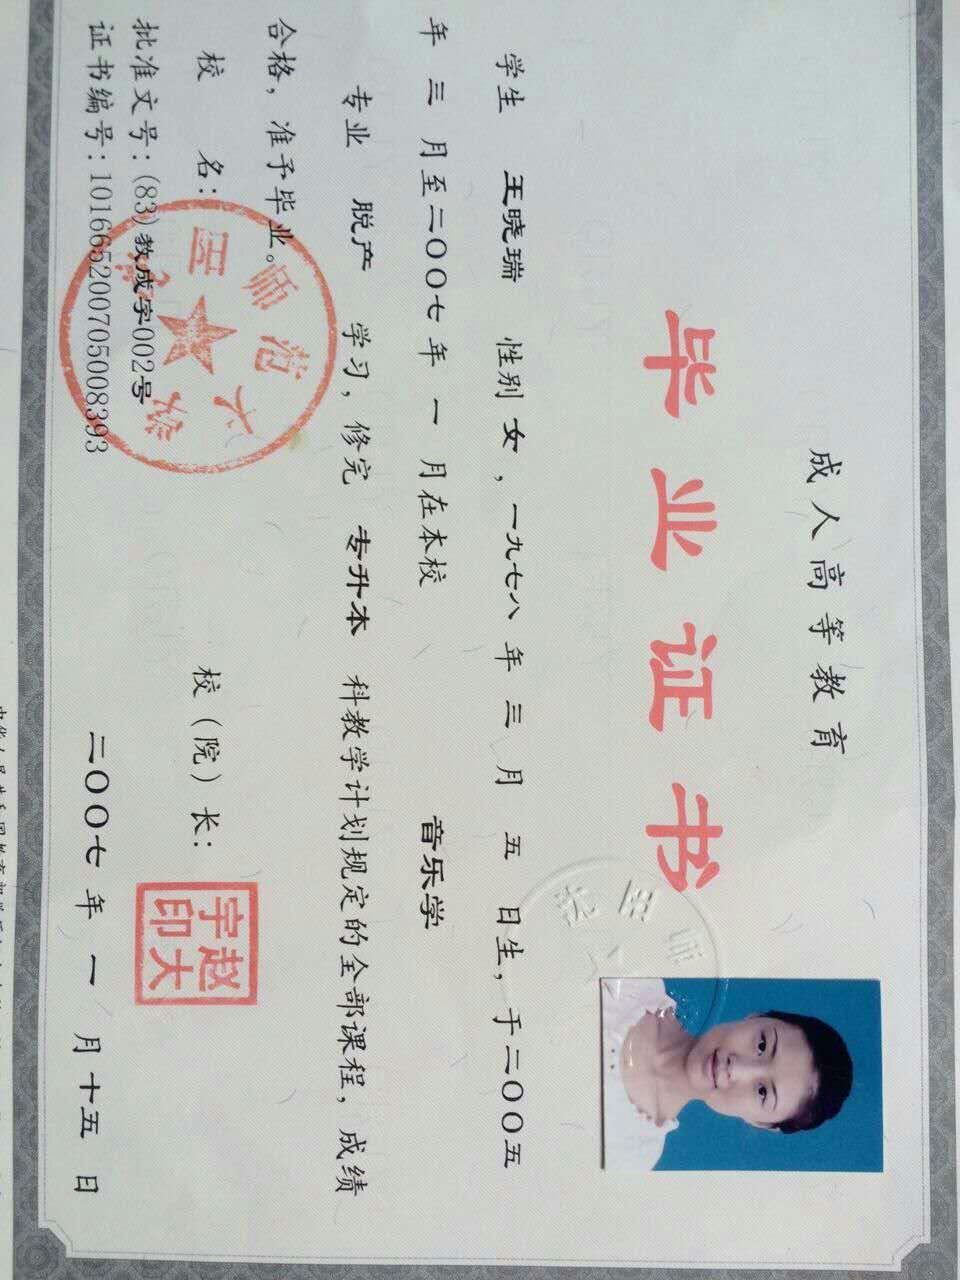 成人高等教育
毕业证书
学生 王晓瑞 性别 女，一九七八 年 三 月 五 日生，于二〇〇五
年 三 月至二〇〇七 年 一 月在本校 音乐学
专业 脱产 学习，修完 专升本 科教学计划规定的全部课程，成绩
合格，准予毕业。
校 名： 校（院）长：
赵大宇印
批准文号：(83)教成字002号
证书编号：101665200705008393
二〇〇七 年 一 月 十五 日
师范大